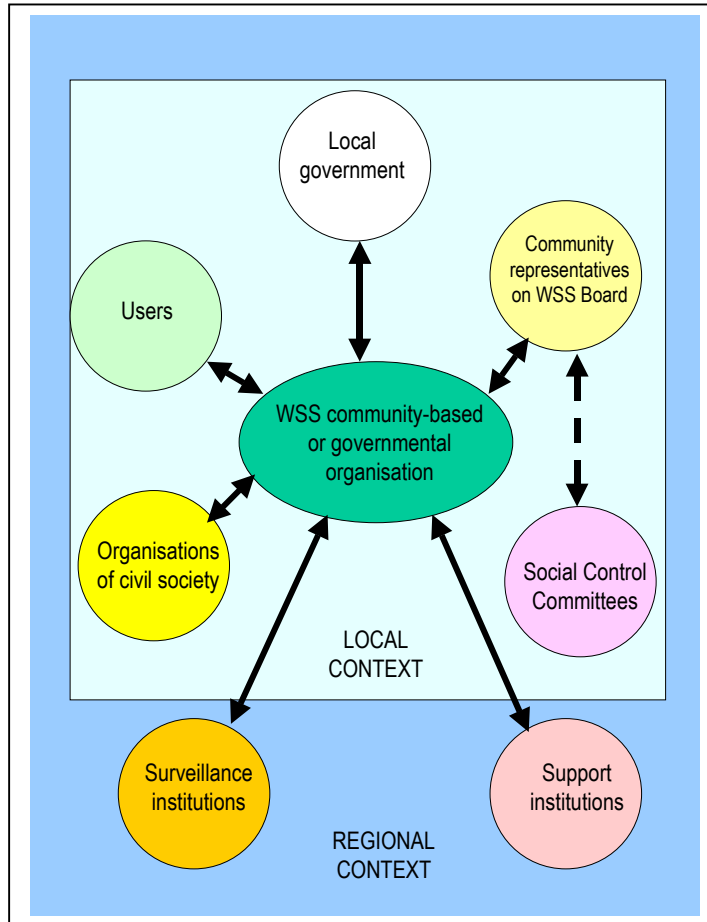 Local
government
Community
representatives
on WSS Board
Users
WSS community-based
or governmental
organisation
Organisations
of civil society
Social Control
Committees
LOCAL
CONTEXT
Surveillance
institutions
Support
institutions
REGIONAL
CONTEXT